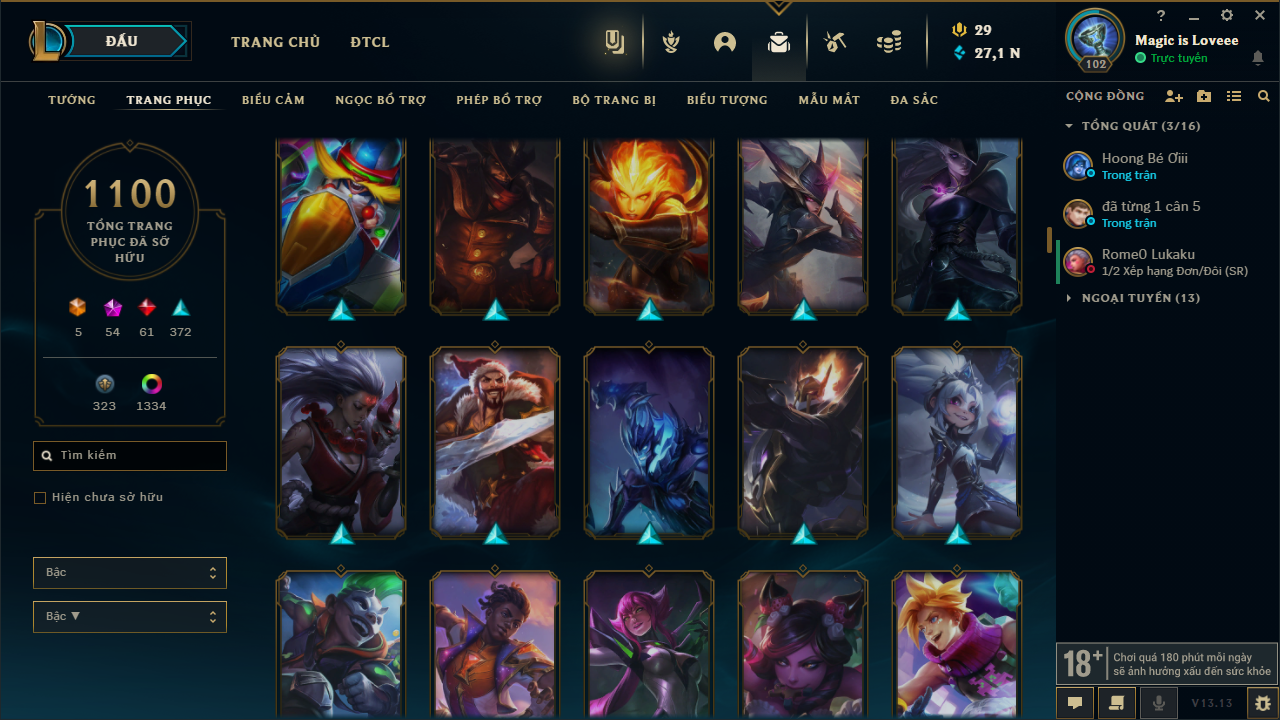 ĐẤU
TRANG CHỦ
ĐTCL
29
27,1 N
?
Magic is Loveee
Trực tuyến
102
TƯỚNG
TRANG PHỤC
BIỂU CẢM
NGỌC BỔ TRỢ
PHÉP BỔ TRỢ
BỘ TRANG BỊ
BIỂU TƯỢNG
MẪU MẮT
ĐA SẮC
1100
TỔNG TRANG
PHỤC ĐÃ SỞ
HỮU
5
54
61
372
323
1334
Tìm kiếm
Hiện chưa sở hữu
Bậc
Bậc ▼
CỘNG ĐỒNG
TỔNG QUÁT (3/16)
Hoong Bé Ơiii
Trong trận
đã từng 1 cân 5
Trong trận
Rome0 Lukaku
1/2 Xếp hạng Đơn/Đôi (SR)
NGOẠI TUYẾN (13)
18+
Chơi quá 180 phút mỗi ngày
sẽ ảnh hưởng xấu đến sức khỏe
V13.13